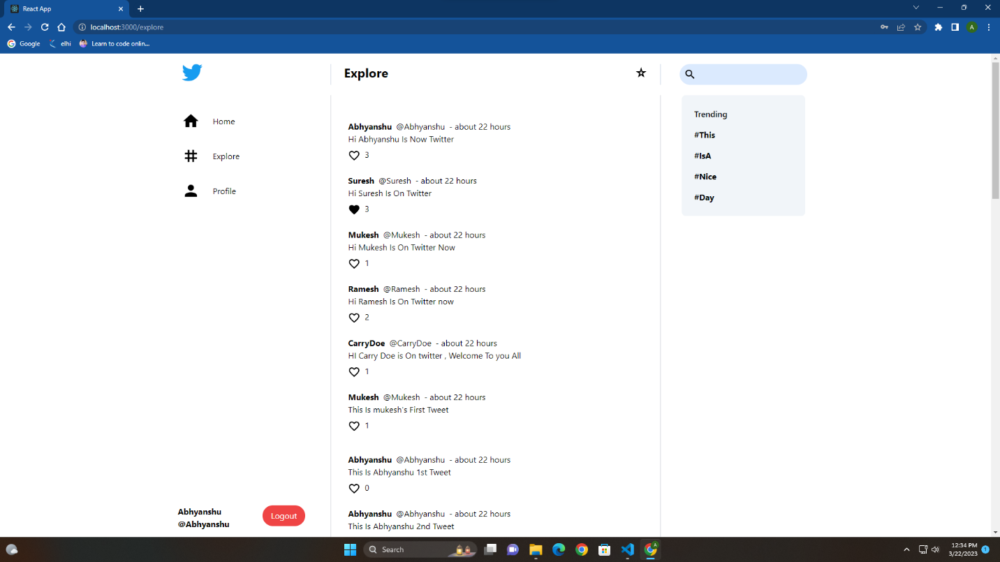 React App
localhost:3000/explore
A
Google
elhi
Learn to code onlin...
Explore
Home
Explore
Profile
Abhyanshu @Abhyanshu - about 22 hours
Hi Abhyanshu Is Now Twitter
3
Suresh @Suresh - about 22 hours
Hi Suresh Is On Twitter
3
Mukesh @Mukesh - about 22 hours
Hi Mukesh Is On Twitter Now
1
Ramesh @Ramesh - about 22 hours
Hi Ramesh Is On Twitter now
2
CarryDoe @CarryDoe - about 22 hours
HI Carry Doe is On twitter , Welcome To you All
1
Mukesh @Mukesh - about 22 hours
This Is mukesh's First Tweet
1
Abhyanshu @Abhyanshu - about 22 hours
This Is Abhyanshu 1st Tweet
0
Abhyanshu @Abhyanshu - about 22 hours
This Is Abhyanshu 2nd Tweet
Trending
#This
#IsA
#Nice
#Day
Abhyanshu
@Abhyanshu
Logout
Search
A
12:34 PM
3/22/2023
1